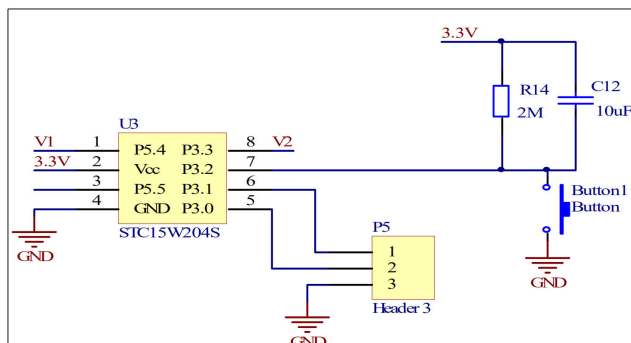 3.3V
R14
2M
C12
10uF
U3
V1 1 P5.4 P3.3 8 V2
3.3V 2 Vcc P3.2 7
3 P5.5 P3.1 6
4 GND P3.0 5
STC15W204S
GND
Button1
Button
GND
P5
1
2
3
Header 3
GND